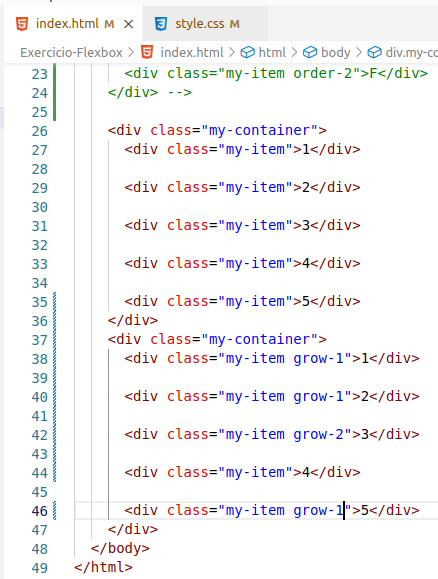 index.html M × style.css M
Exercicio-Flexbox > index.html > html > body > div.my-co
23 <div class="my-item order-2">F</div>
24 </div> -->
25
26 <div class="my-container">
27 <div class="my-item">1</div>
28
29 <div class="my-item">2</div>
30
31 <div class="my-item">3</div>
32
33 <div class="my-item">4</div>
34
35 <div class="my-item">5</div>
36 </div>
37 <div class="my-container">
38 <div class="my-item grow-1">1</div>
39
40 <div class="my-item grow-1">2</div>
41
42 <div class="my-item grow-2">3</div>
43
44 <div class="my-item">4</div>
45
46 <div class="my-item grow-1">5</div>
47 </div>
48 </body>
49 </html>